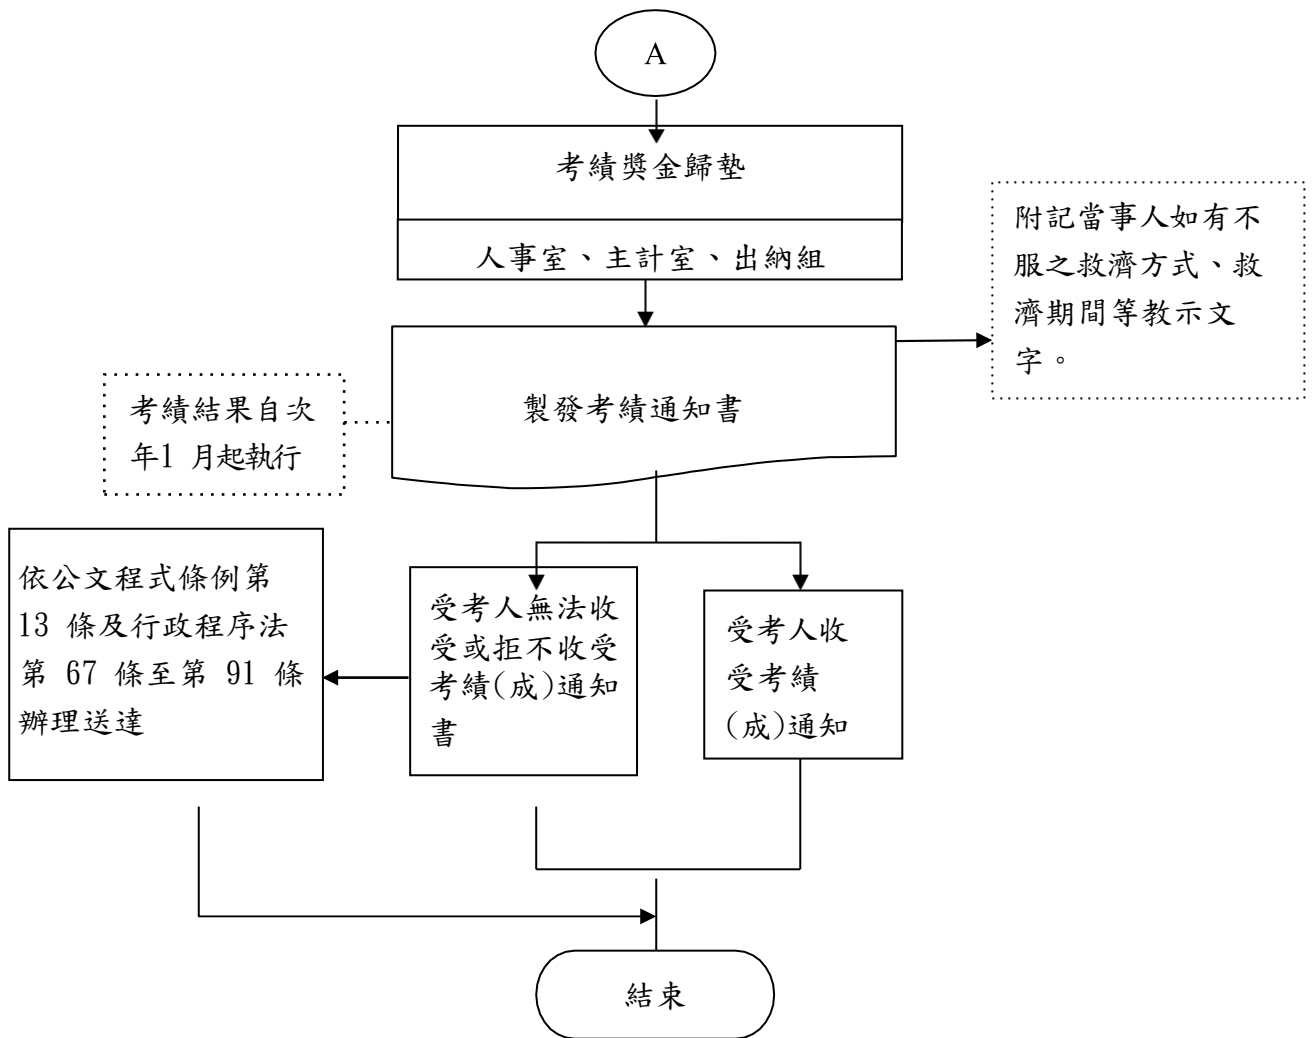 A
考績獎金歸墊
人事室、主計室、出納組
附記當事人如有不
服之救濟方式、救
濟期間等教示文
字。
製發考績通知書
考績結果自次
年1 月起執行
依公文程式條例第
13 條及行政程序法
第 67 條至第 91 條
辦理送達
受考人無法收
受或拒不收受
考績(成)通知
書
受考人收
受考績
(成)通知
結束